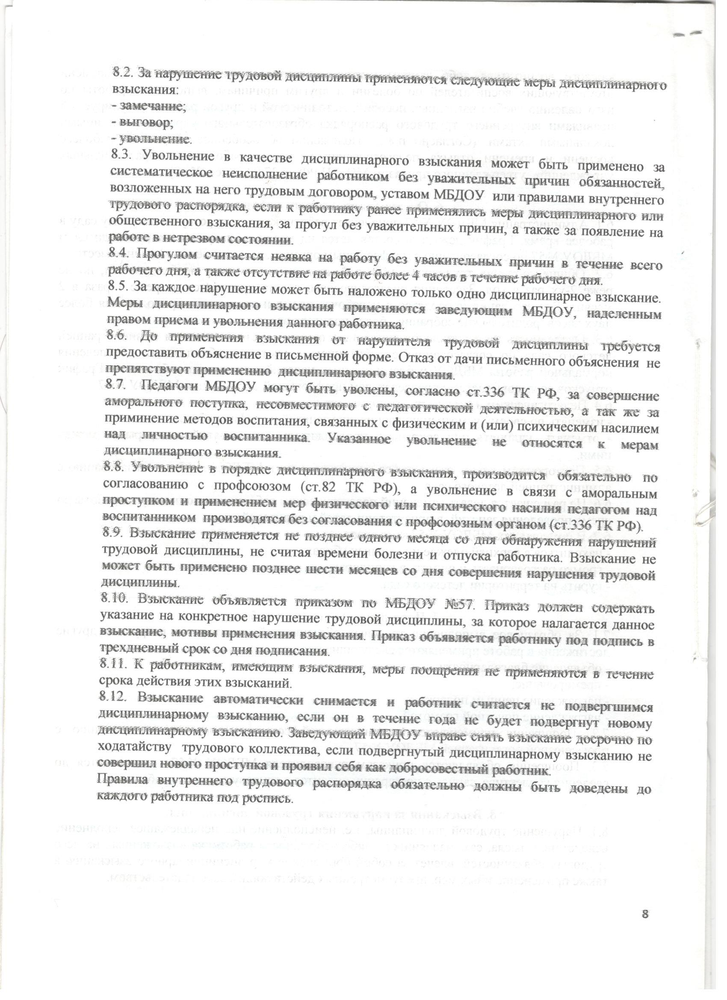 8.2. За нарушение трудовой дисциплины применяются следующие меры дисциплинарного
взыскания:
- замечание;
- выговор;
- увольнение.
8.3. Увольнение в качестве дисциплинарного взыскания может быть применено за
систематическое неисполнение работником без уважительных причин обязанностей,
возложенных на него трудовым договором, уставом МБДОУ или правилами внутреннего
трудового распорядка, если к работнику ранее применялись меры дисциплинарного или
общественного взыскания, за прогул без уважительных причин, а также за появление на
работе в нетрезвом состоянии.
8.4. Прогулом считается неявка на работу без уважительных причин в течение всего
рабочего дня, а также отсутствие на работе более 4 часов в течение рабочего дня.
8.5. За каждое нарушение может быть наложено только одно дисциплинарное взыскание.
Меры дисциплинарного взыскания применяются заведующим МБДОУ, наделенным
правом приема и увольнения данного работника.
8.6. До применения взыскания от нарушителя трудовой дисциплины требуется
предоставить объяснение в письменной форме. Отказ от дачи письменного объяснения не
препятствуют применению дисциплинарного взыскания.
8.7. Педагоги МБДОУ могут быть уволены, согласно ст.336 ТК РФ, за совершение
аморального поступка, несовместимого с педагогической деятельностью, а так же за
приминение методов воспитания, связанных с физическим и (или) психическим насилием
над личностью воспитанника. Указанное увольнение не относятся к мерам
дисциплинарного взыскания.
8.8. Увольнение в порядке дисциплинарного взыскания, производится обязательно по
согласованию с профсоюзом (ст.82 ТК РФ), а увольнение в связи с аморальным
проступком и применением мер физического или психического насилия педагогом над
воспитанником производятся без согласования с профсоюзным органом (ст.336 ТК РФ).
8.9. Взыскание применяется не позднее одного месяца со дня обнаружения нарушений
трудовой дисциплины, не считая времени болезни и отпуска работника. Взыскание не
может быть применено позднее шести месяцев со дня совершения нарушения трудовой
дисциплины.
8.10. Взыскание объявляется приказом по МБДОУ №57. Приказ должен содержать
указание на конкретное нарушение трудовой дисциплины, за которое налагается данное
взыскание, мотивы применения взыскания. Приказ объявляется работнику под подпись в
трехдневный срок со дня подписания.
8.11. К работникам, имеющим взыскания, меры поощрения не применяются в течение
срока действия этих взысканий.
8.12. Взыскание автоматически снимается и работник считается не подвергшимся
дисциплинарному взысканию, если он в течение года не будет подвергнут новому
дисциплинарному взысканию. Заведующий МБДОУ вправе снять взыскание досрочно по
ходатайству трудового коллектива, если подвергнутый дисциплинарному взысканию не
совершил нового проступка и проявил себя как добросовестный работник.
Правила внутреннего трудового распорядка обязательно должны быть доведены до
каждого работника под роспись.
8